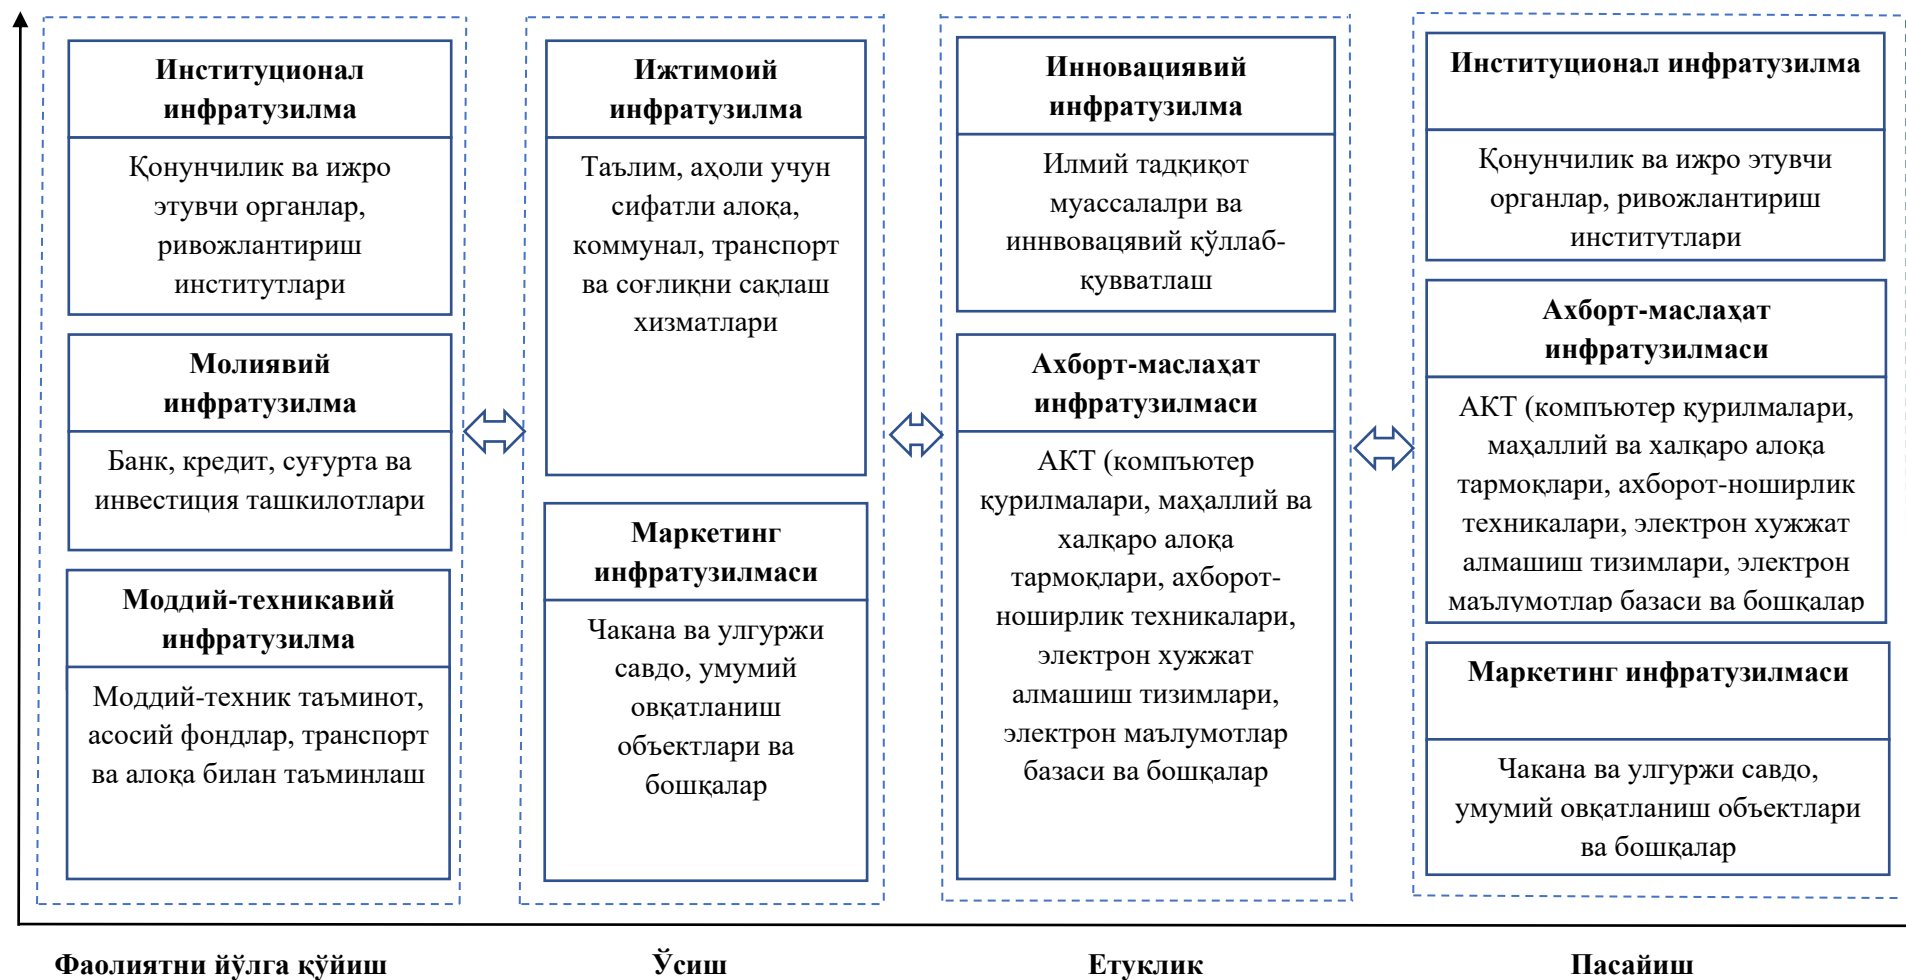 Институционал
инфратузилма
Қонунчилик ва ижро
этувчи органлар,
ривожлантириш
институтлари
Молиявий
инфратузилма
Банк, кредит, суғурта ва
инвестиция ташкилотлари
Моддий-техникавий
инфратузилма
Моддий-техник таъминот,
асосий фондлар, транспорт
ва алоқа билан таъминлаш
Ижтимоий
инфратузилма
Таълим, аҳоли учун
сифатли алоқа,
коммунал, транспорт
ва соғлиқни сақлаш
хизматлари
Маркетинг
инфратузилмаси
Чакана ва улгуржи
савдо, умумий
овқатланиш
объектлари ва
бошқалар
Инновациявий
инфратузилма
Илмий тадқиқот
муассалалри ва
иннвовацявий қўллаб-
қувватлаш
Ахборт-маслаҳат
инфратузилмаси
АКТ (компъютер
қурилмалари, маҳаллий ва
халқаро алоқа
тармоқлари, ахборот-
ноширлик техникалари,
электрон хужжат
алмашиш тизимлари,
электрон маълумотлар
базаси ва бошқалар
Институционал инфратузилма
Қонунчилик ва ижро этувчи
органлар, ривожлантириш
институтлари
Ахборт-маслаҳат
инфратузилмаси
АКТ (компъютер қурилмалари,
маҳаллий ва халқаро алоқа
тармоқлари, ахборот-ноширлик
техникалари, электрон хужжат
алмашиш тизимлари, электрон
маълумотлар базаси ва бошқалар
Маркетинг инфратузилмаси
Чакана ва улгуржи савдо,
умумий овқатланиш объектлари
ва бошқалар
Фаолиятни йўлга қўйиш
Ўсиш
Етуклик
Пасайиш